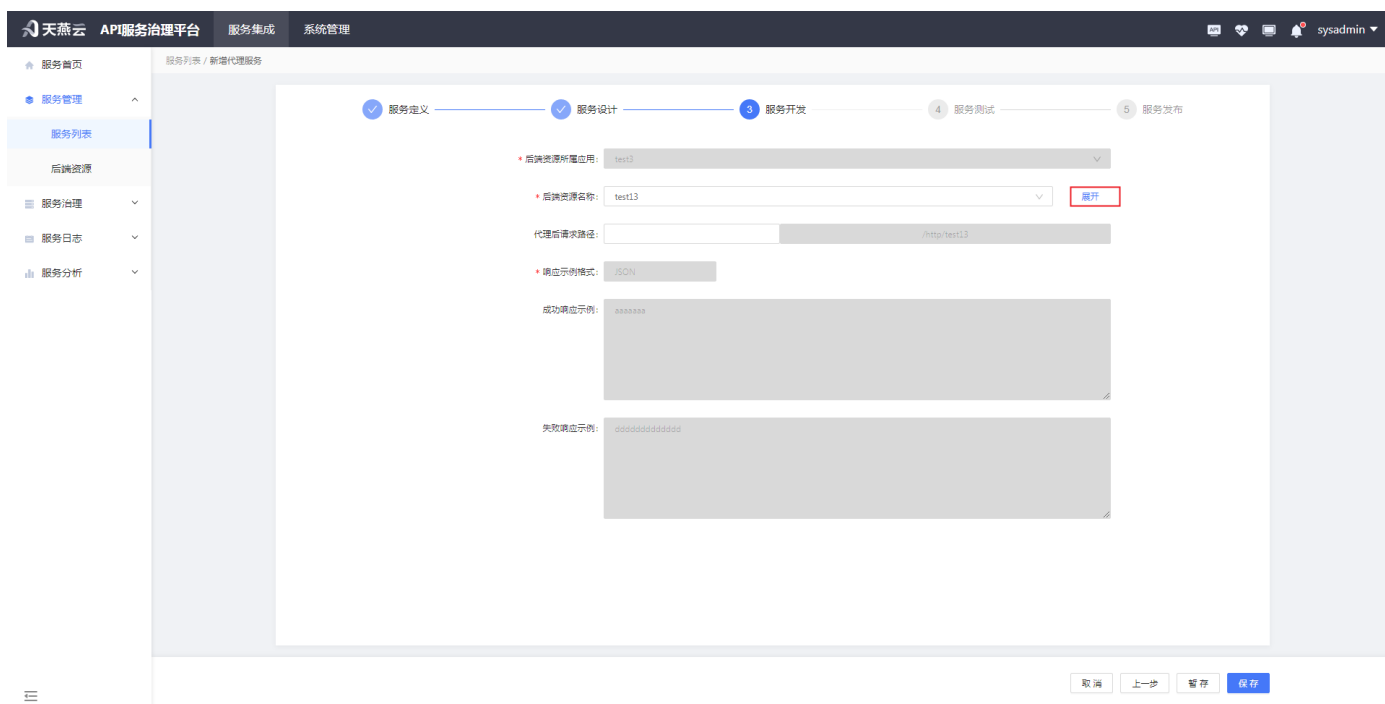 天燕云 API服务治理平台 服务集成 系统管理 API sysadmin
服务首页
服务列表 / 新增代理服务
服务管理
服务列表
后端资源
服务治理
服务日志
服务分析
服务定义 服务设计 3 服务开发 4 服务测试 5 服务发布
* 后端资源所属应用: test3
* 后端资源名称: test13 展开
代理后请求路径: /http/test13
* 响应示例格式: JSON
成功响应示例: aaaaaaa
失败响应示例: ddddddddddddd
取消 上一步 暂存 保存